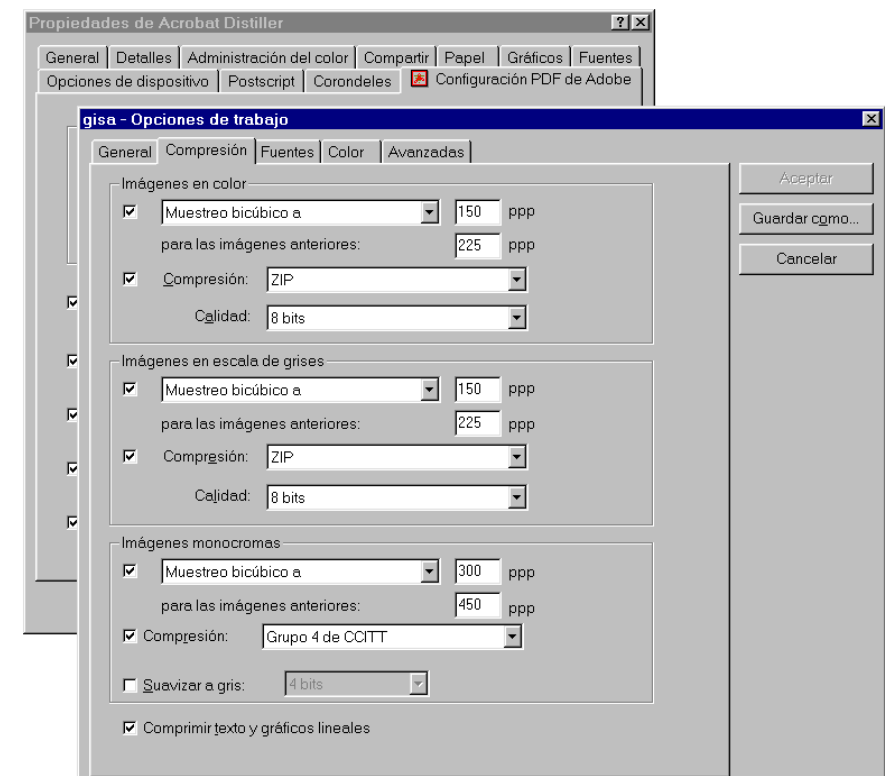 Propiedades de Acrobat Distiller
General Detalles Administración del color Compartir Papel Gráficos Fuentes
Opciones de dispositivo Postscript Corondeles Configuración PDF de Adobe
gisa - Opciones de trabajo
General Compresión Fuentes Color Avanzadas
Imágenes en color
Muestreo bicúbico a 150 ppp
para las imágenes anteriores: 225 ppp
Compresión: ZIP
Calidad: 8 bits
Imágenes en escala de grises
Muestreo bicúbico a 150 ppp
para las imágenes anteriores: 225 ppp
Compresión: ZIP
Calidad: 8 bits
Imágenes monocromas
Muestreo bicúbico a 300 ppp
para las imágenes anteriores: 450 ppp
Compresión: Grupo 4 de CCITT
Suavizar a gris: 4 bits
Comprimir texto y gráficos lineales
Aceptar
Guardar como...
Cancelar